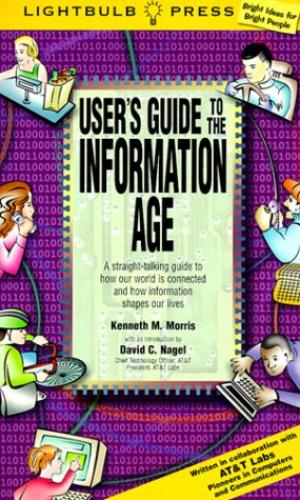 LIGHTBULB PRESS
Bright Ideas for
Bright People
USER'S GUIDE TO THE
INFORMATION
AGE
A straight-talking guide to
how our world is connected
and how information
shapes our lives
Kenneth M. Morris
with an introduction by
David C. Nagel
Chief Technology Officer, AT&T
President, AT&T Labs
Written in collaboration with
AT&T Labs
Pioneers in Computers
and Communications